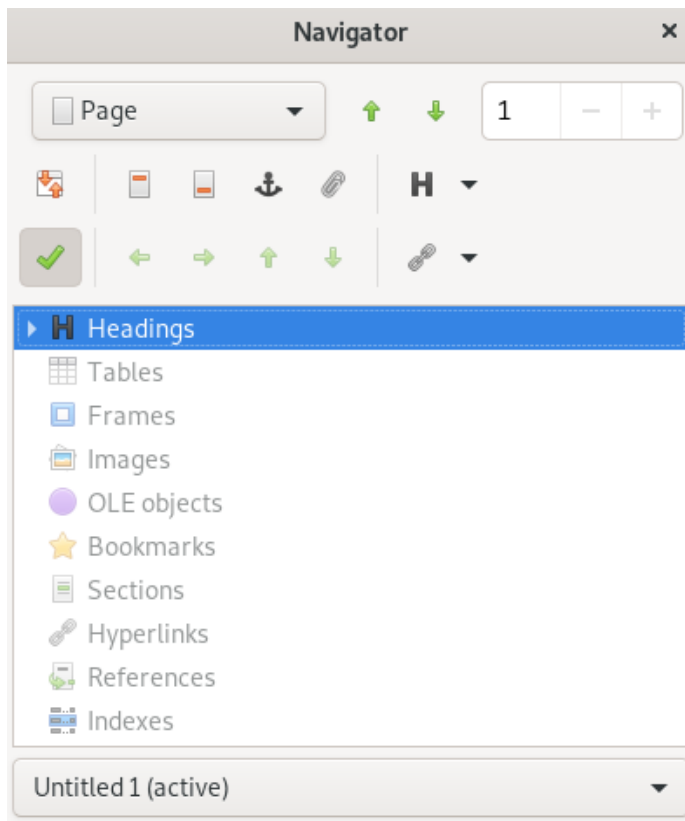 Navigator
Page 1
H
Headings
Tables
Frames
Images
OLE objects
Bookmarks
Sections
Hyperlinks
References
Indexes
Untitled 1 (active)